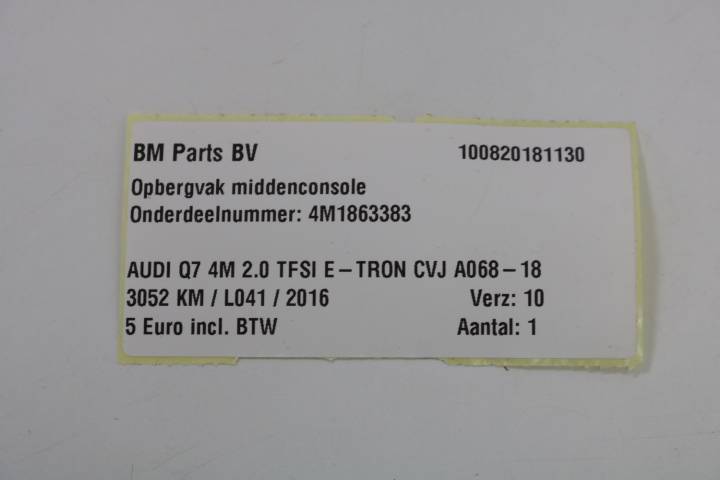 BM Parts BV 100820181130
Opbergvak middenconsole
Onderdeelnummer: 4M1863383
AUDI Q7 4M 2.0 TFSI E-TRON CVJ A068-18
3052 KM / L041 / 2016 Verz: 10
5 Euro incl. BTW Aantal: 1